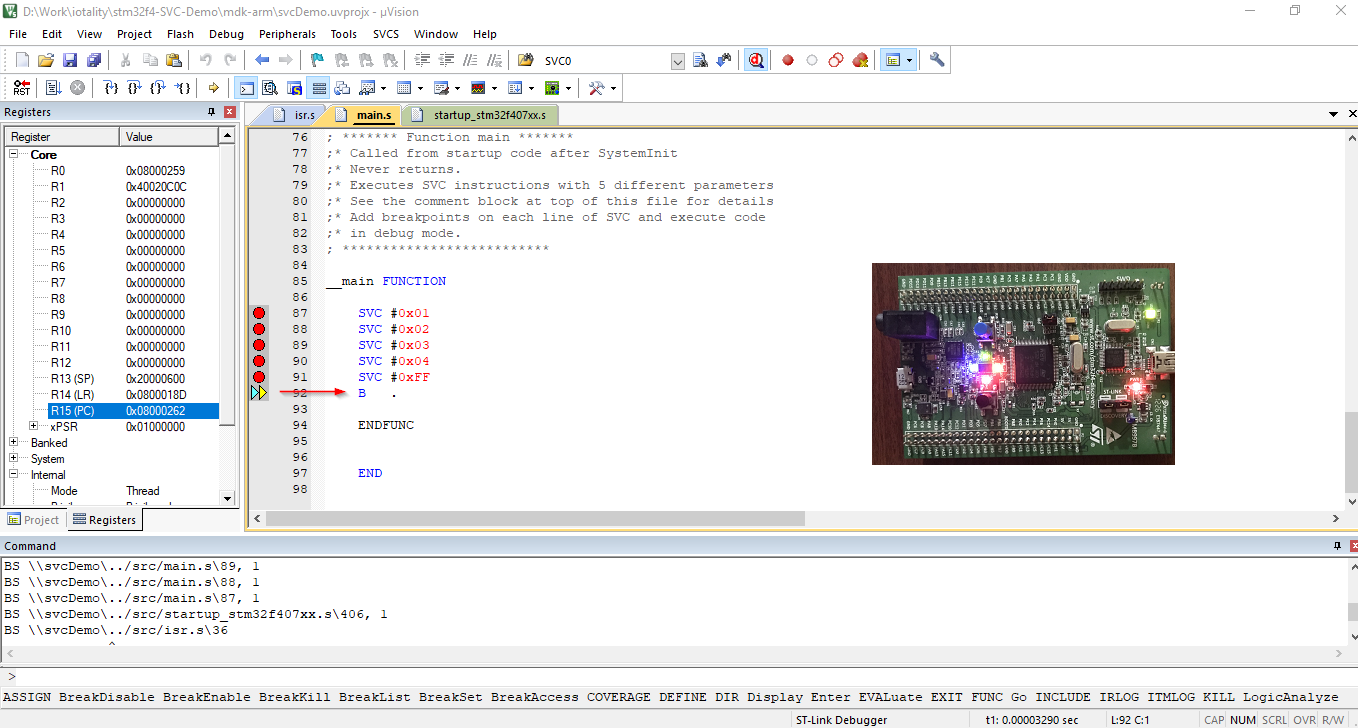 D:\Work\iotality\stm32f4-SVC-Demo\mdk-arm\svcDemo.uvprojx - µVision
File Edit View Project Flash Debug Peripherals Tools SVCS Window Help
SVC0
RST
Registers
Register Value
Core
R0 0x08000259
R1 0x40020C0C
R2 0x00000000
R3 0x00000000
R4 0x00000000
R5 0x00000000
R6 0x00000000
R7 0x00000000
R8 0x00000000
R9 0x00000000
R10 0x00000000
R11 0x00000000
R12 0x00000000
R13 (SP) 0x20000600
R14 (LR) 0x0800018D
R15 (PC) 0x08000262
xPSR 0x01000000
Banked
System
Internal
Mode Thread
Project Registers
isr.s main.s startup_stm32f407xx.s
76 ; ******* Function main *******
77 ;* Called from startup code after SystemInit
78 ;* Never returns.
79 ;* Executes SVC instructions with 5 different parameters
80 ;* See the comment block at top of this file for details
81 ;* Add breakpoints on each line of SVC and execute code
82 ;* in debug mode.
83 ; **************************
84
85 __main FUNCTION
86
87 SVC #0x01
88 SVC #0x02
89 SVC #0x03
90 SVC #0x04
91 SVC #0xFF
92 B .
93
94 ENDFUNC
95
96
97 END
98
SWO
ST-LINK
DISCOVERY
Command
BS \\svcDemo\../src/main.s\89, 1
BS \\svcDemo\../src/main.s\88, 1
BS \\svcDemo\../src/main.s\87, 1
BS \\svcDemo\../src/startup_stm32f407xx.s\406, 1
BS \\svcDemo\../src/isr.s\36
^
>
ASSIGN BreakDisable BreakEnable BreakKill BreakList BreakSet BreakAccess COVERAGE DEFINE DIR Display Enter EVALuate EXIT FUNC Go INCLUDE IRLOG ITMLOG KILL LogicAnalyze
ST-Link Debugger t1: 0.00003290 sec L:92 C:1 CAP NUM SCRL OVR R/W